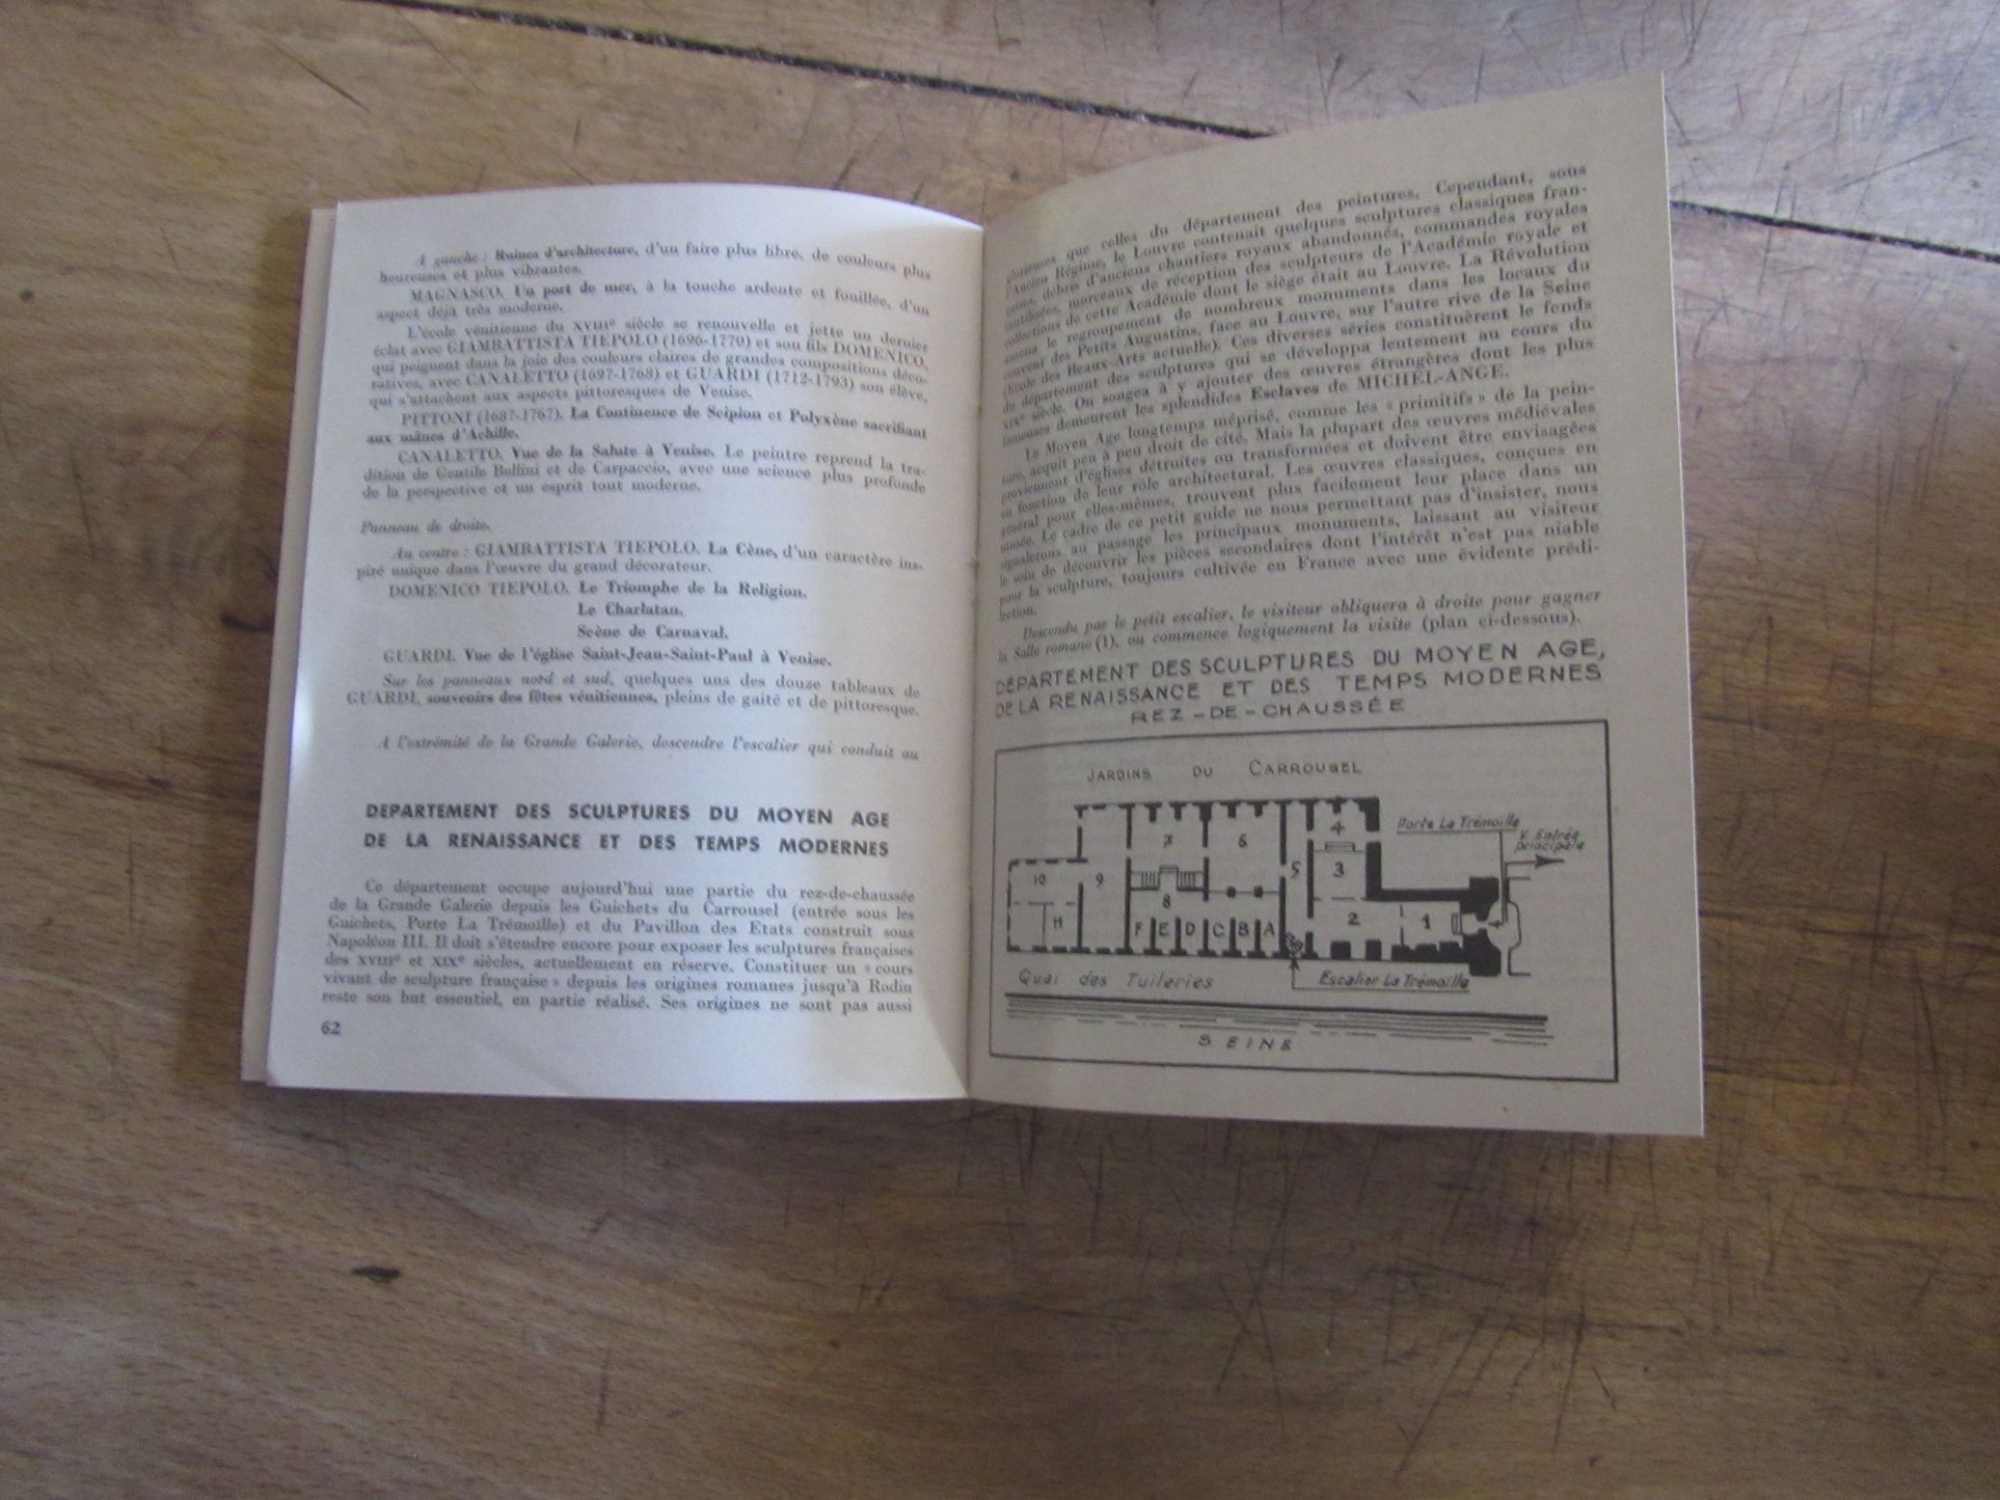 A gauche : Ruines d'architecture, d'un faire plus libre, de couleurs plus
heureuses et plus vibrantes.
MAGNASCO. Un port de mer, à la touche ardente et fouillée, d'un
aspect déjà très moderne.
L'école vénitienne du XVIIIe siècle se renouvelle et jette un dernier
éclat avec GIAMBATTISTA TIEPOLO (1696-1770) et son fils DOMENICO,
qui peignent dans la joie des couleurs claires de grandes compositions déco-
ratives, avec CANALETTO (1697-1768) et GUARDI (1712-1793) son élève,
qui s'attachent aux aspects pittoresques de Venise.
PITTONI (1687-1767). La Continence de Scipion et Polyxène sacrifiant
aux mânes d'Achille.
CANALETTO. Vue de la Salute à Venise. Le peintre reprend la tra-
dition de Gentile Bellini et de Carpaccio, avec une science plus profonde
de la perspective et un esprit tout moderne.
Panneau de droite.
Au centre : GIAMBATTISTA TIEPOLO. La Cène, d'un caractère ins-
piré unique dans l'œuvre du grand décorateur.
DOMENICO TIEPOLO. Le Triomphe de la Religion.
Le Charlatan.
Scène de Carnaval.
GUARDI. Vue de l'église Saint-Jean-Saint-Paul à Venise.
Sur les panneaux nord et sud, quelques uns des douze tableaux de
GUARDI, souvenirs des fêtes vénitiennes, pleins de gaîté et de pittoresque.
A l'extrémité de la Grande Galerie, descendre l'escalier qui conduit au
DEPARTEMENT DES SCULPTURES DU MOYEN AGE
DE LA RENAISSANCE ET DES TEMPS MODERNES
Ce département occupe aujourd'hui une partie du rez-de-chaussée
de la Grande Galerie depuis les Guichets du Carrousel (entrée sous les
Guichets, Porte La Trémoille) et du Pavillon des Etats construit sous
Napoléon III. Il doit s'étendre encore pour exposer les sculptures françaises
des XVIIIe et XIXe siècles, actuellement en réserve. Constituer un « cours
vivant de sculpture française » depuis les origines romanes jusqu'à Rodin
reste son but essentiel, en partie réalisé. Ses origines ne sont pas aussi
62
glorieuses que celles du département des peintures. Cependant, sous
l'Ancien Régime, le Louvre contenait quelques sculptures classiques fran-
çaises, débris d'anciens chantiers royaux abandonnés, commandes royales
inutilisées, morceaux de réception des sculpteurs de l'Académie royale et
collections de cette Académie dont le siège était au Louvre. La Révolution
amena le regroupement de nombreux monuments dans les locaux du
couvent des Petits Augustins, face au Louvre, sur l'autre rive de la Seine
(Ecole des Beaux-Arts actuelle). Ces diverses séries constituèrent le fonds
du département des sculptures qui se développa lentement au cours du
XIXe siècle. On songea à y ajouter des œuvres étrangères dont les plus
fameuses demeurent les splendides Esclaves de MICHEL-ANGE.
Le Moyen Age longtemps méprisé, comme les « primitifs » de la pein-
ture, acquit peu à peu droit de cité. Mais la plupart des œuvres médiévales
proviennent d'églises détruites ou transformées et doivent être envisagées
en fonction de leur rôle architectural. Les œuvres classiques, conçues en
général pour elles-mêmes, trouvent plus facilement leur place dans un
musée. Le cadre de ce petit guide ne nous permettant pas d'insister, nous
signalerons au passage les principaux monuments, laissant au visiteur
le soin de découvrir les pièces secondaires dont l'intérêt n'est pas niable
pour la sculpture, toujours cultivée en France avec une évidente prédi-
lection.
Descendu par le petit escalier, le visiteur obliquera à droite pour gagner
la Salle romane (1), où commence logiquement la visite (plan ci-dessous).
DÉPARTEMENT DES SCULPTURES DU MOYEN AGE,
DE LA RENAISSANCE ET DES TEMPS MODERNES
REZ-DE-CHAUSSÉE
JARDINS DU CARROUSEL
Porte La Trémoille
V. Entrée
principale
7 6 4
10 9 5 3
8
11 F E D C B A 2 1
Quai des Tuileries
Escalier La Trémoille
SEINE